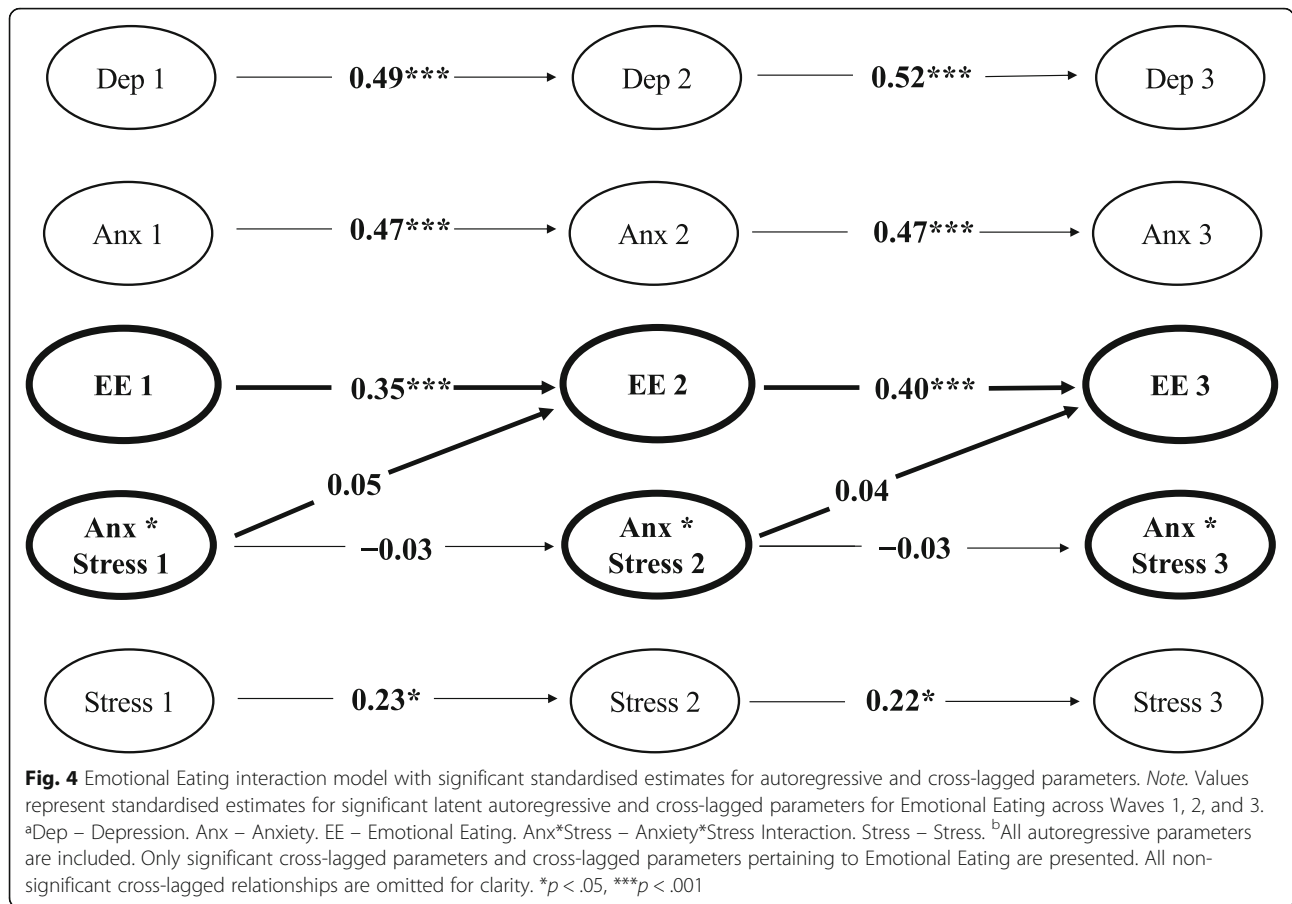 Dep 1 0.49*** Dep 2 0.52*** Dep 3
Anx 1 0.47*** Anx 2 0.47*** Anx 3
EE 1 0.35*** EE 2 0.40*** EE 3
0.05 0.04
Anx * Anx * Anx *
Stress 1 −0.03 Stress 2 −0.03 Stress 3
Stress 1 0.23* Stress 2 0.22* Stress 3
Fig. 4 Emotional Eating interaction model with significant standardised estimates for autoregressive and cross-lagged parameters. Note. Values
represent standardised estimates for significant latent autoregressive and cross-lagged parameters for Emotional Eating across Waves 1, 2, and 3.
ᵃDep – Depression. Anx – Anxiety. EE – Emotional Eating. Anx*Stress – Anxiety*Stress Interaction. Stress – Stress. ᵇAll autoregressive parameters
are included. Only significant cross-lagged parameters and cross-lagged parameters pertaining to Emotional Eating are presented. All non-
significant cross-lagged relationships are omitted for clarity. *p < .05, ***p < .001